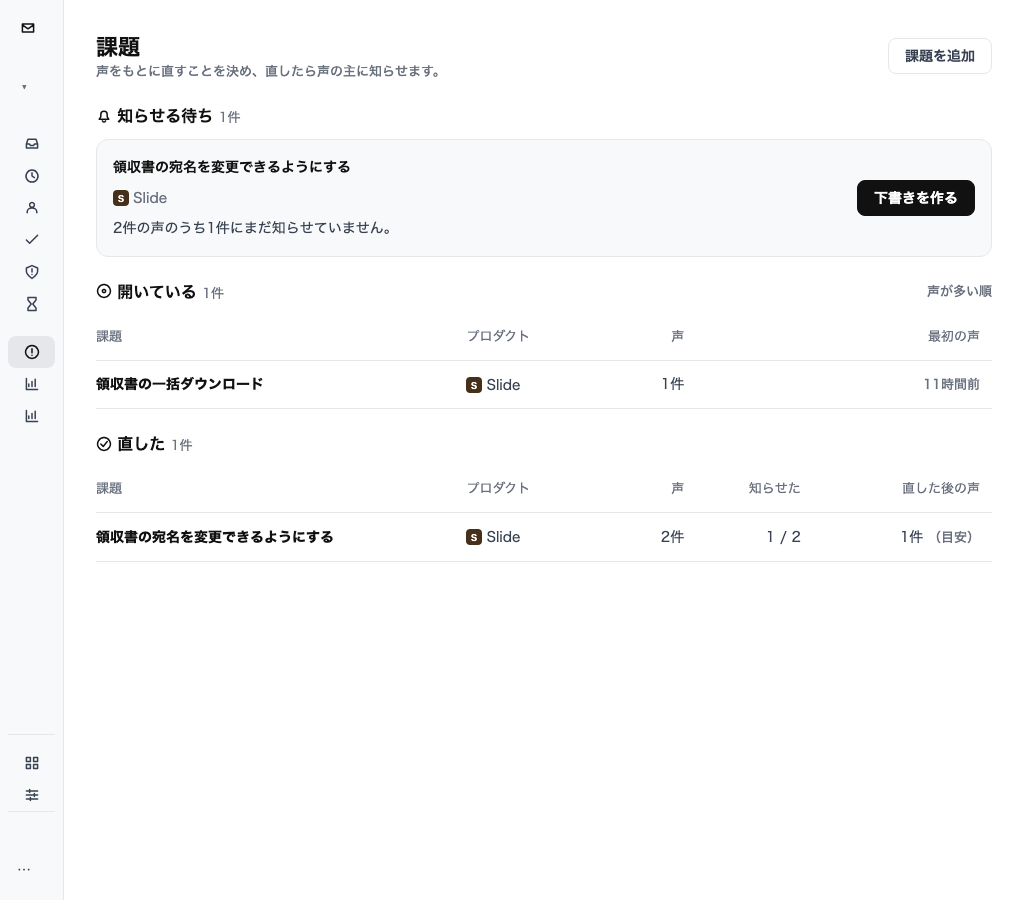 課題
声をもとに直すことを決め、直したら声の主に知らせます。
課題を追加
知らせる待ち 1件
領収書の宛名を変更できるようにする
S Slide
2件の声のうち1件にまだ知らせていません。
下書きを作る
開いている 1件
声が多い順
課題 プロダクト 声 最初の声
領収書の一括ダウンロード S Slide 1件 11時間前
直した 1件
課題 プロダクト 声 知らせた 直した後の声
領収書の宛名を変更できるようにする S Slide 2件 1 / 2 1件 （目安）